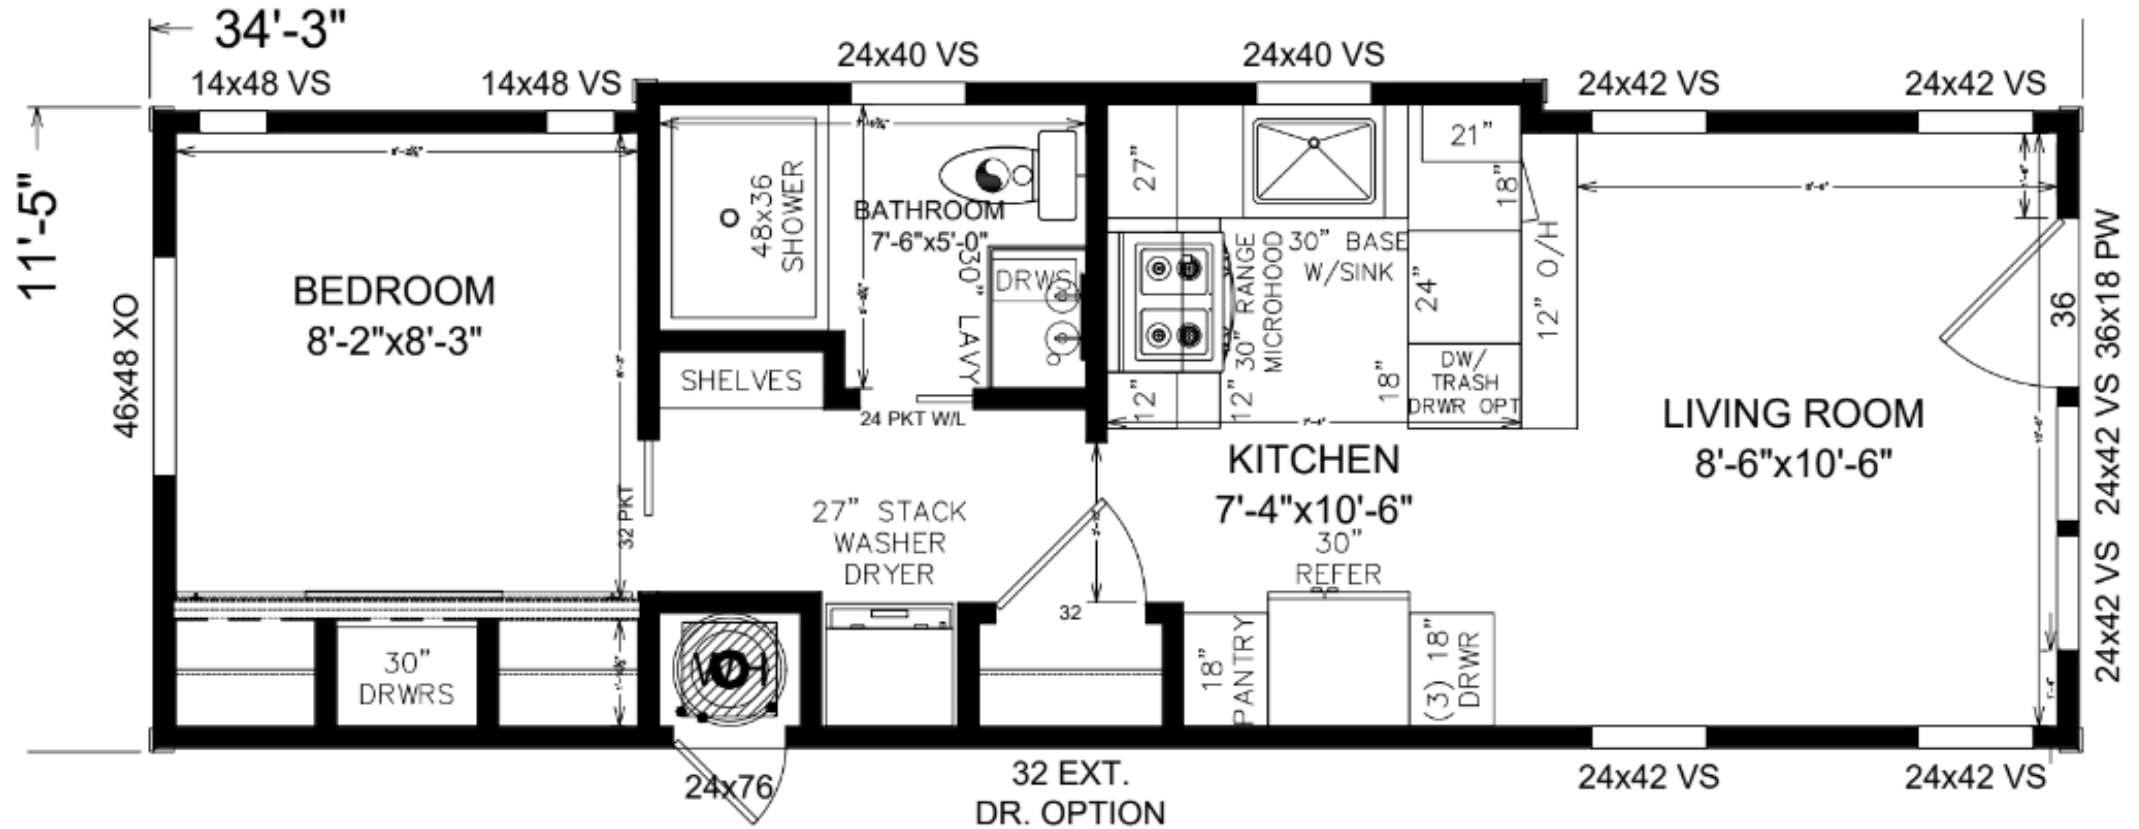 34'-3"
11'-5"
14x48 VS
14x48 VS
24x40 VS
24x40 VS
24x42 VS
24x42 VS
46x48 XO
BEDROOM
8'-2"x8'-3"
32 PKT
30"
DRWRS
48x36
SHOWER
BATHROOM
7'-6"x5'-0"
30" LAVY
DRWS
SHELVES
24 PKT W/L
27" STACK
WASHER
DRYER
W/H
24x76
32
32 EXT.
DR. OPTION
27"
30" RANGE
MICROHOOD
12"
12"
30" BASE
W/SINK
21"
18"
24"
18"
DW/
TRASH
DRWR OPT
12" O/H
KITCHEN
7'-4"x10'-6"
30"
REFER
18"
PANTRY
(3) 18"
DRWR
LIVING ROOM
8'-6"x10'-6"
36
24x42 VS 24x42 VS 36x18 PW
24x42 VS
24x42 VS